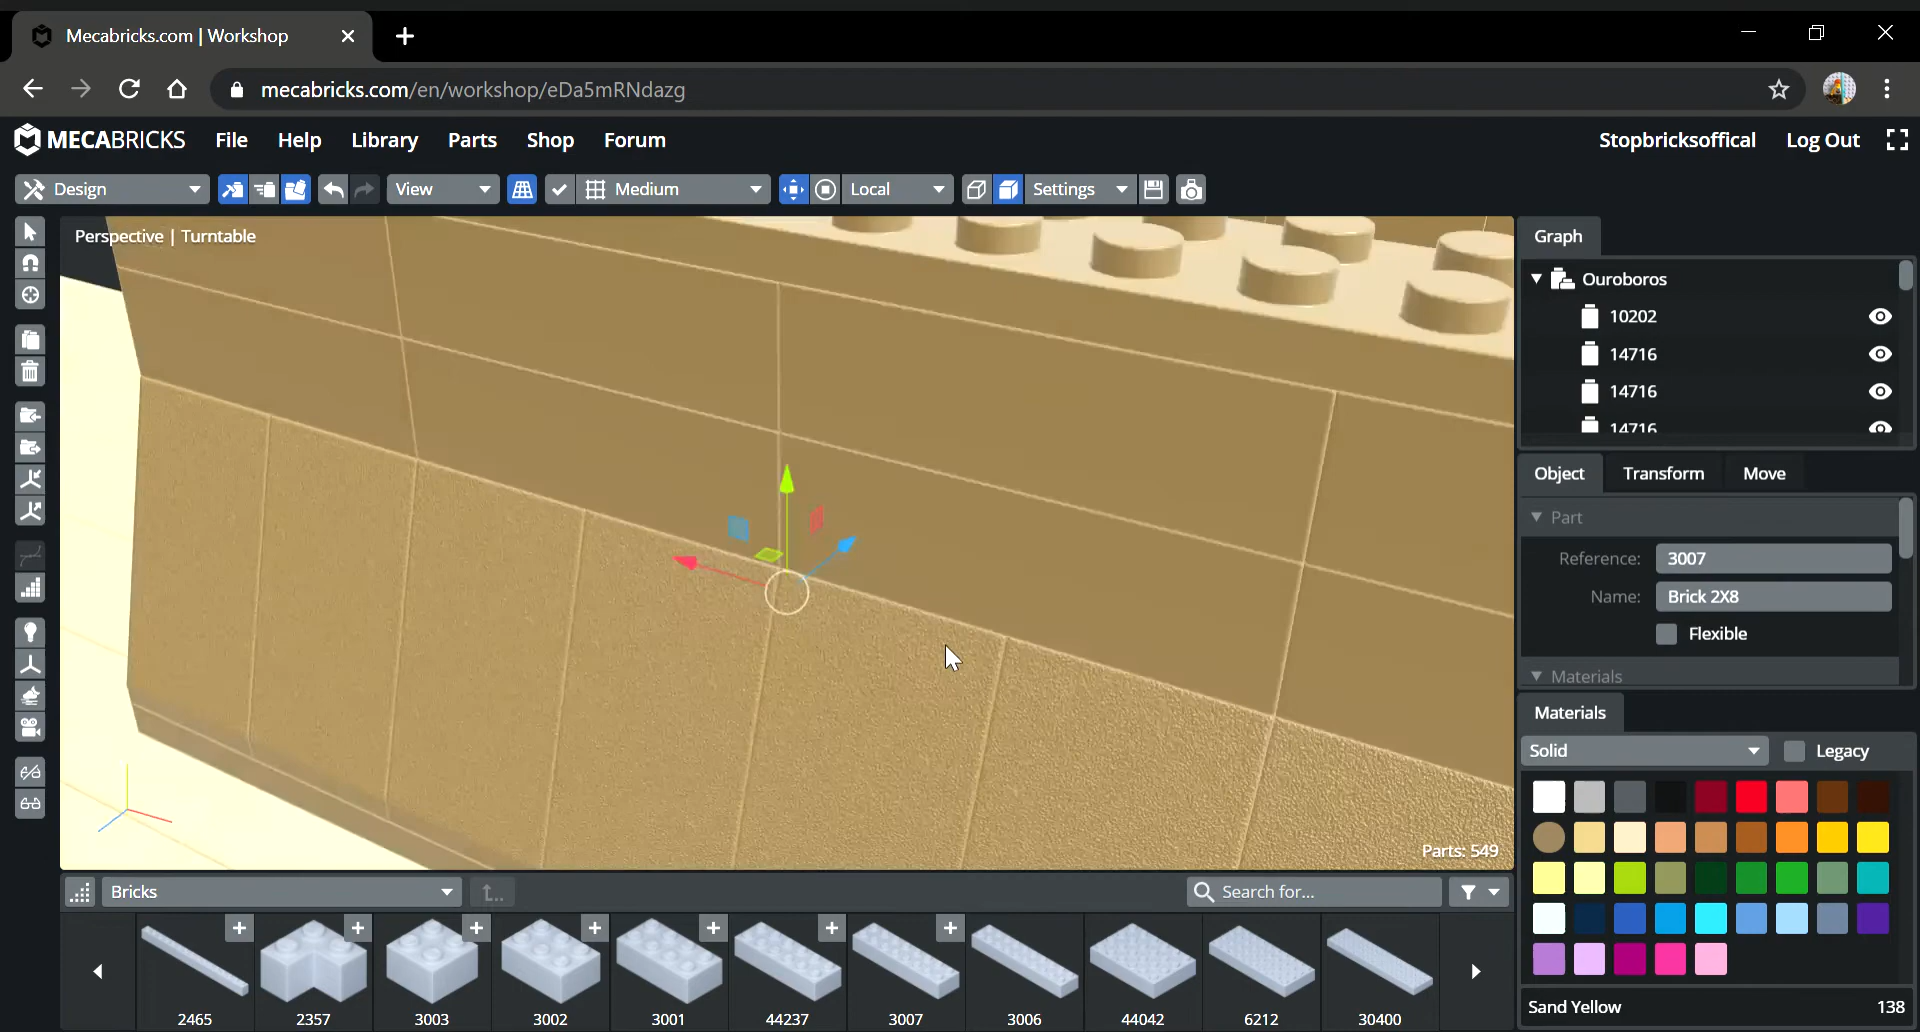 Mecabricks.com | Workshop
mecabricks.com/en/workshop/eDa5mRNdazg
MECABRICKS File Help Library Parts Shop Forum Stopbricksoffical Log Out
Design View Medium Local Settings
Perspective | Turntable
Graph
Ouroboros
10202
14716
14716
14716
Object Transform Move
Part
Reference: 3007
Name: Brick 2X8
Flexible
Materials
Materials
Solid Legacy
Parts: 549
Bricks Search for...
2465 2357 3003 3002 3001 44237 3007 3006 44042 6212 30400
Sand Yellow 138